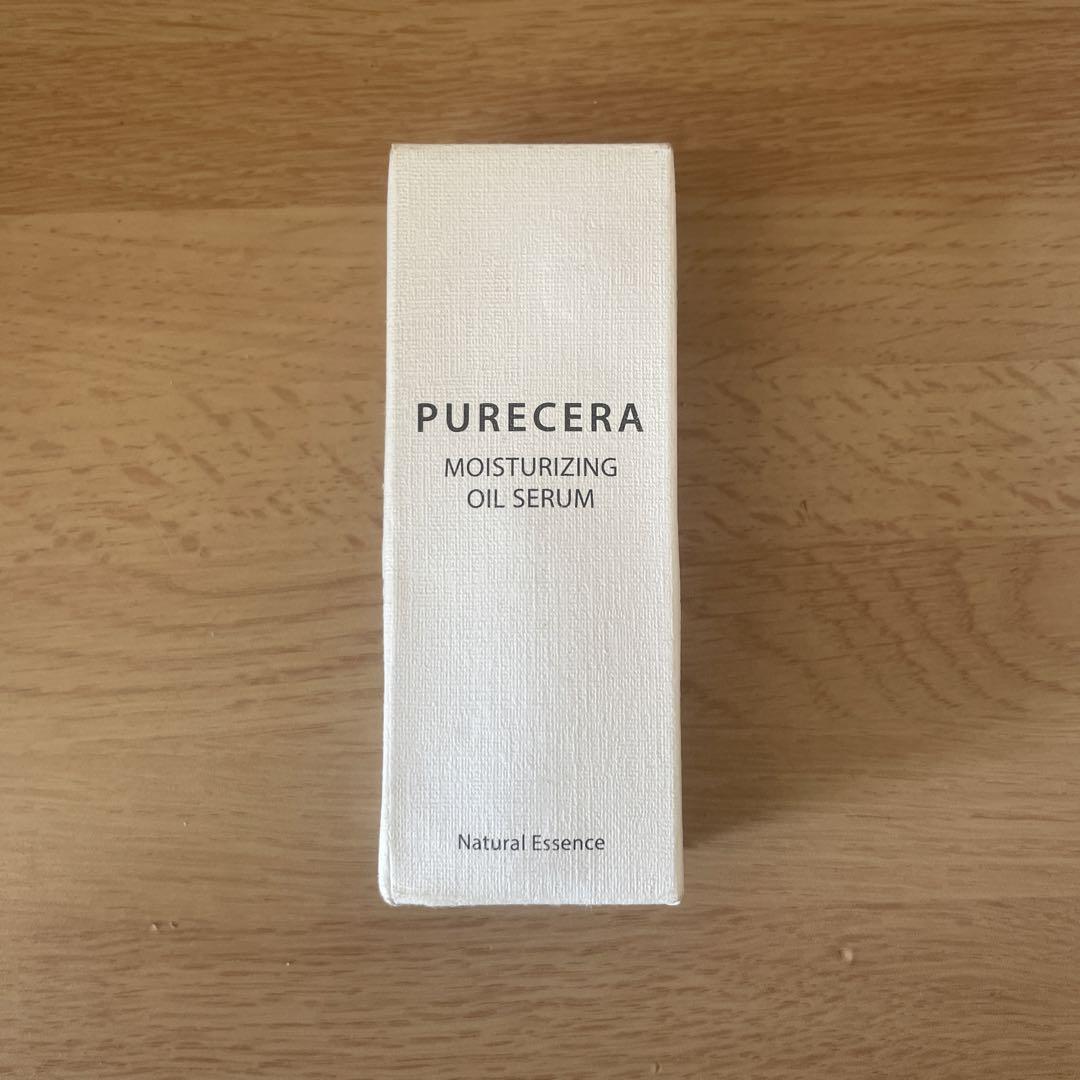 PURECERA
MOISTURIZING
OIL SERUM
Natural Essence